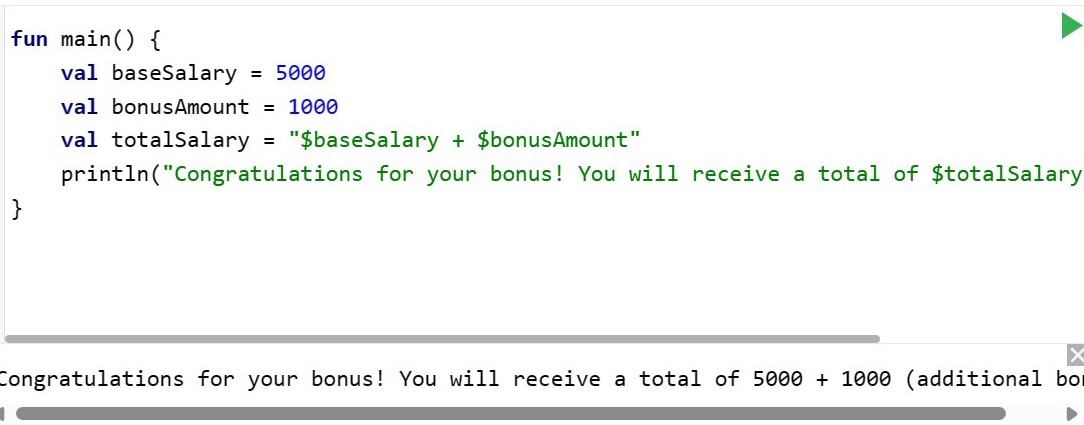 fun main() {
    val baseSalary = 5000
    val bonusAmount = 1000
    val totalSalary = "$baseSalary + $bonusAmount"
    println("Congratulations for your bonus! You will receive a total of $totalSalary
}
Congratulations for your bonus! You will receive a total of 5000 + 1000 (additional